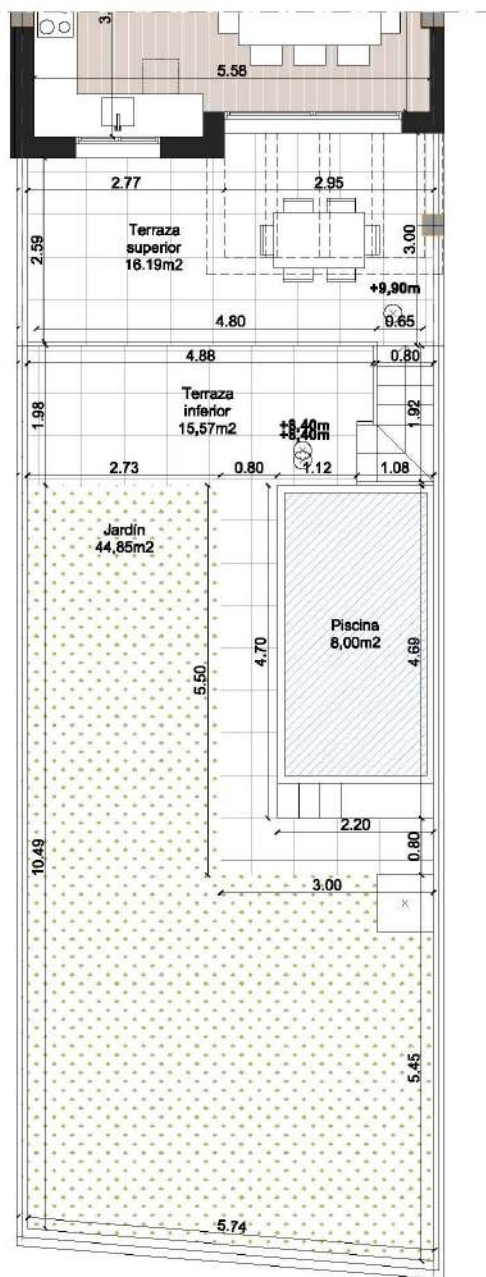 3.
5.58
2.77
2.95
Terraza
superior
16.19m2
2.59
3.00
+9,90m
4.80
0.65
4.88
0.80
Terraza
inferior
15,57m2
1.98
1.92
+8,40m
2.73
0.80
1.12
1.08
Jardín
44,85m2
Piscina
8,00m2
4.70
4.69
5.50
2.20
0.80
10.49
3.00
5.45
5.74